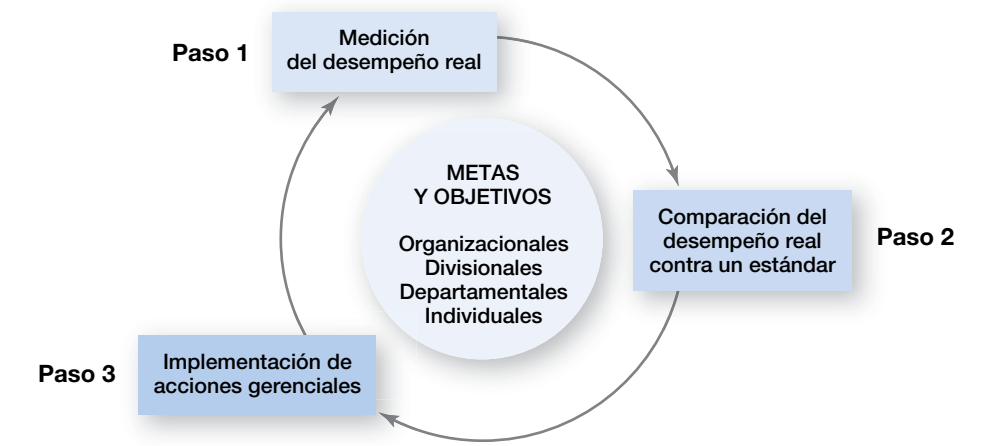 Paso 1
Medición
del desempeño real
METAS
Y OBJETIVOS
Organizacionales
Divisionales
Departamentales
Individuales
Comparación del
desempeño real
contra un estándar
Paso 2
Paso 3
Implementación de
acciones gerenciales